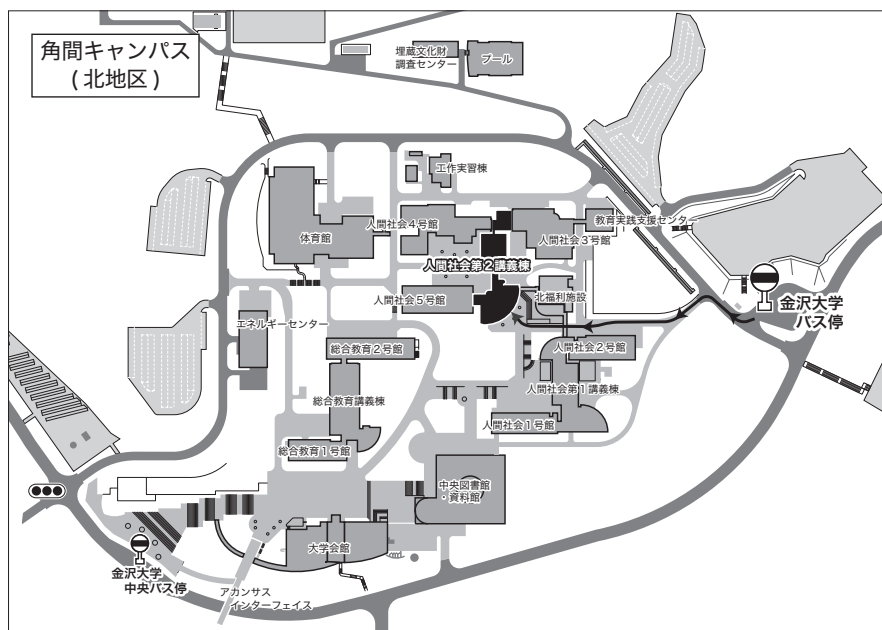 角間キャンパス
(北地区)
埋蔵文化財
調査センター
プール
工作実習棟
人間社会4号館
体育館
人間社会3号館
教育実践支援センター
人間社会第2講義棟
人間社会5号館
北福利施設
金沢大学
バス停
エネルギーセンター
総合教育2号館
人間社会2号館
総合教育講義棟
人間社会第1講義棟
人間社会1号館
総合教育1号館
中央図書館
・資料館
大学会館
金沢大学
中央バス停
アカンサス
インターフェイス